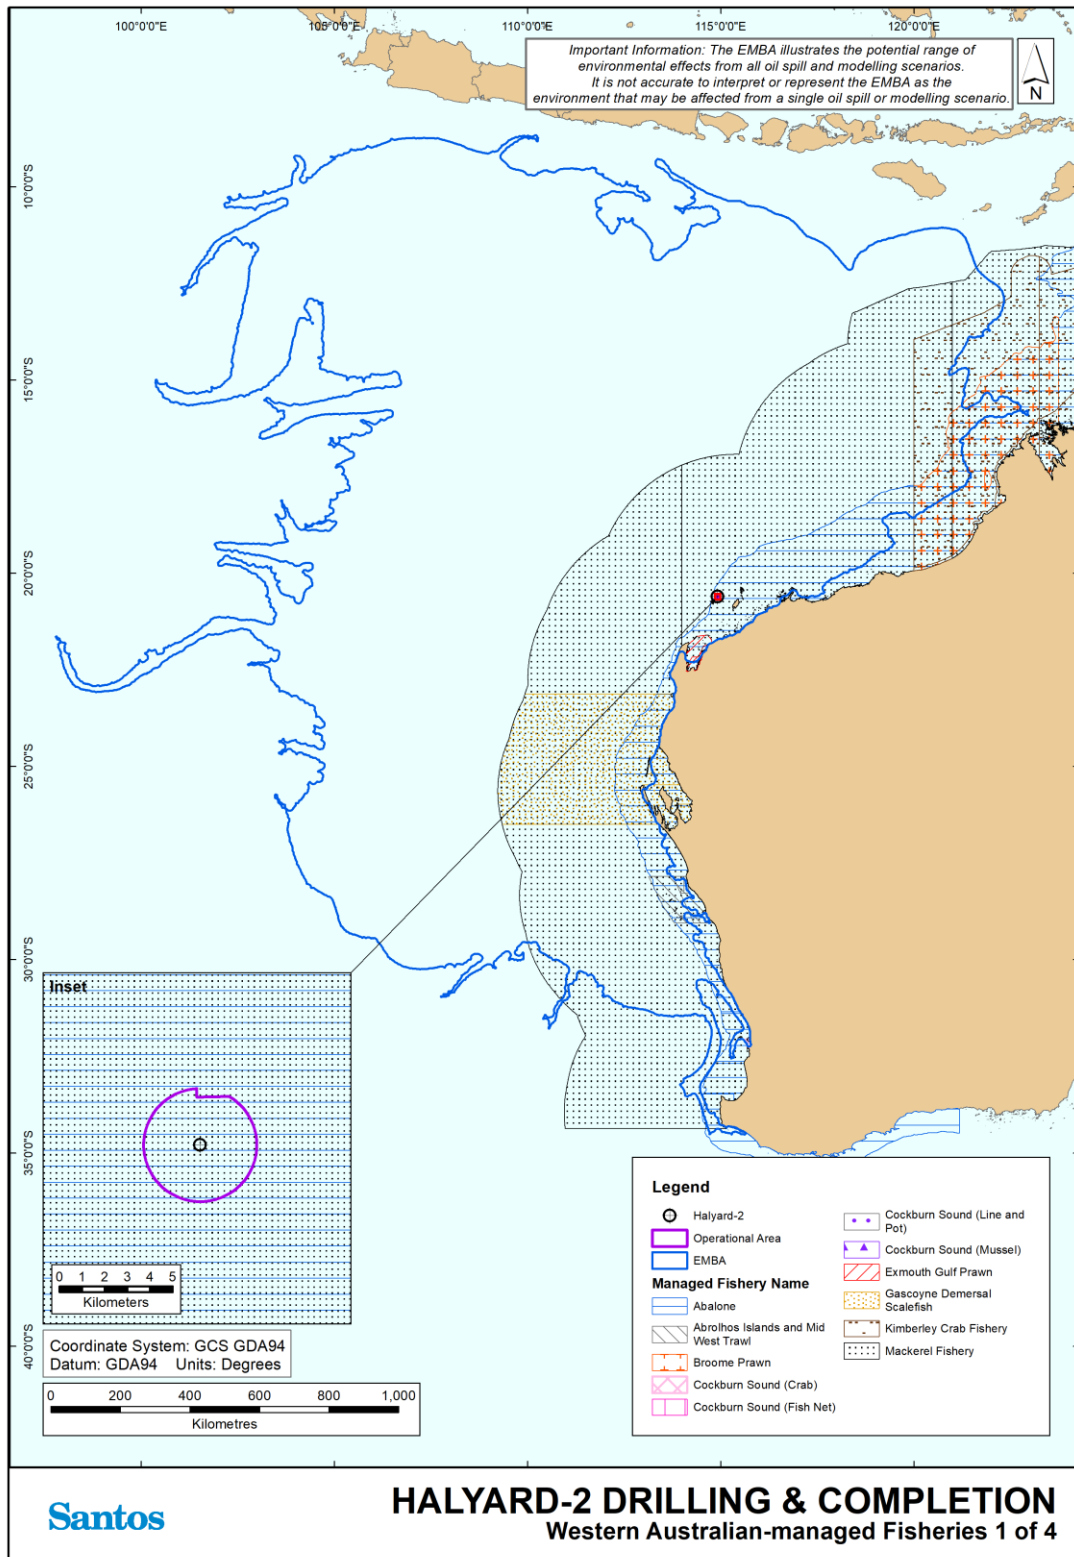 100°0'0"E
105°0'0"E
110°0'0"E
115°0'0"E
120°0'0"E
Important Information: The EMBA illustrates the potential range of
environmental effects from all oil spill and modelling scenarios.
It is not accurate to interpret or represent the EMBA as the
environment that may be affected from a single oil spill or modelling scenario.
N
10°0'0"S
15°0'0"S
20°0'0"S
25°0'0"S
30°0'0"S
35°0'0"S
40°0'0"S
Inset
0 1 2 3 4 5
Kilometers
Coordinate System: GCS GDA94
Datum: GDA94 Units: Degrees
0 200 400 600 800 1,000
Kilometres
Legend
Halyard-2
Operational Area
EMBA
Managed Fishery Name
Abalone
Abrolhos Islands and Mid
West Trawl
Broome Prawn
Cockburn Sound (Crab)
Cockburn Sound (Fish Net)
Cockburn Sound (Line and
Pot)
Cockburn Sound (Mussel)
Exmouth Gulf Prawn
Gascoyne Demersal
Scalefish
Kimberley Crab Fishery
Mackerel Fishery
Santos
HALYARD-2 DRILLING & COMPLETION
Western Australian-managed Fisheries 1 of 4